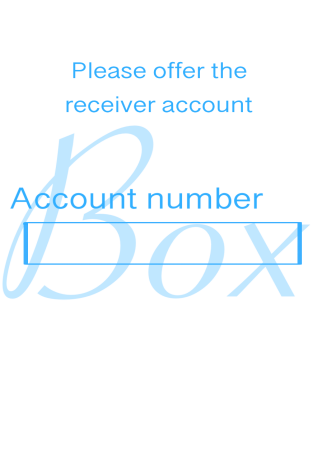 Please offer the
receiver account
Account number
Box